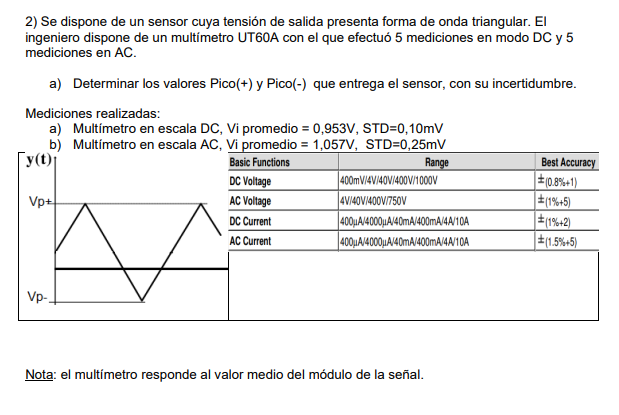 2) Se dispone de un sensor cuya tensión de salida presenta forma de onda triangular. El
ingeniero dispone de un multímetro UT60A con el que efectuó 5 mediciones en modo DC y 5
mediciones en AC.
a) Determinar los valores Pico(+) y Pico(-) que entrega el sensor, con su incertidumbre.
Mediciones realizadas:
a) Multímetro en escala DC, Vi promedio = 0,953V, STD=0,10mV
b) Multímetro en escala AC, Vi promedio = 1,057V, STD=0,25mV
y(t)
Vp+
Vp-
Basic Functions Range Best Accuracy
DC Voltage 400mV/4V/40V/400V/1000V ±(0.8%+1)
AC Voltage 4V/40V/400V/750V ±(1%+5)
DC Current 400µA/4000µA/40mA/400mA/4A/10A ±(1%+2)
AC Current 400µA/4000µA/40mA/400mA/4A/10A ±(1.5%+5)
Nota: el multímetro responde al valor medio del módulo de la señal.